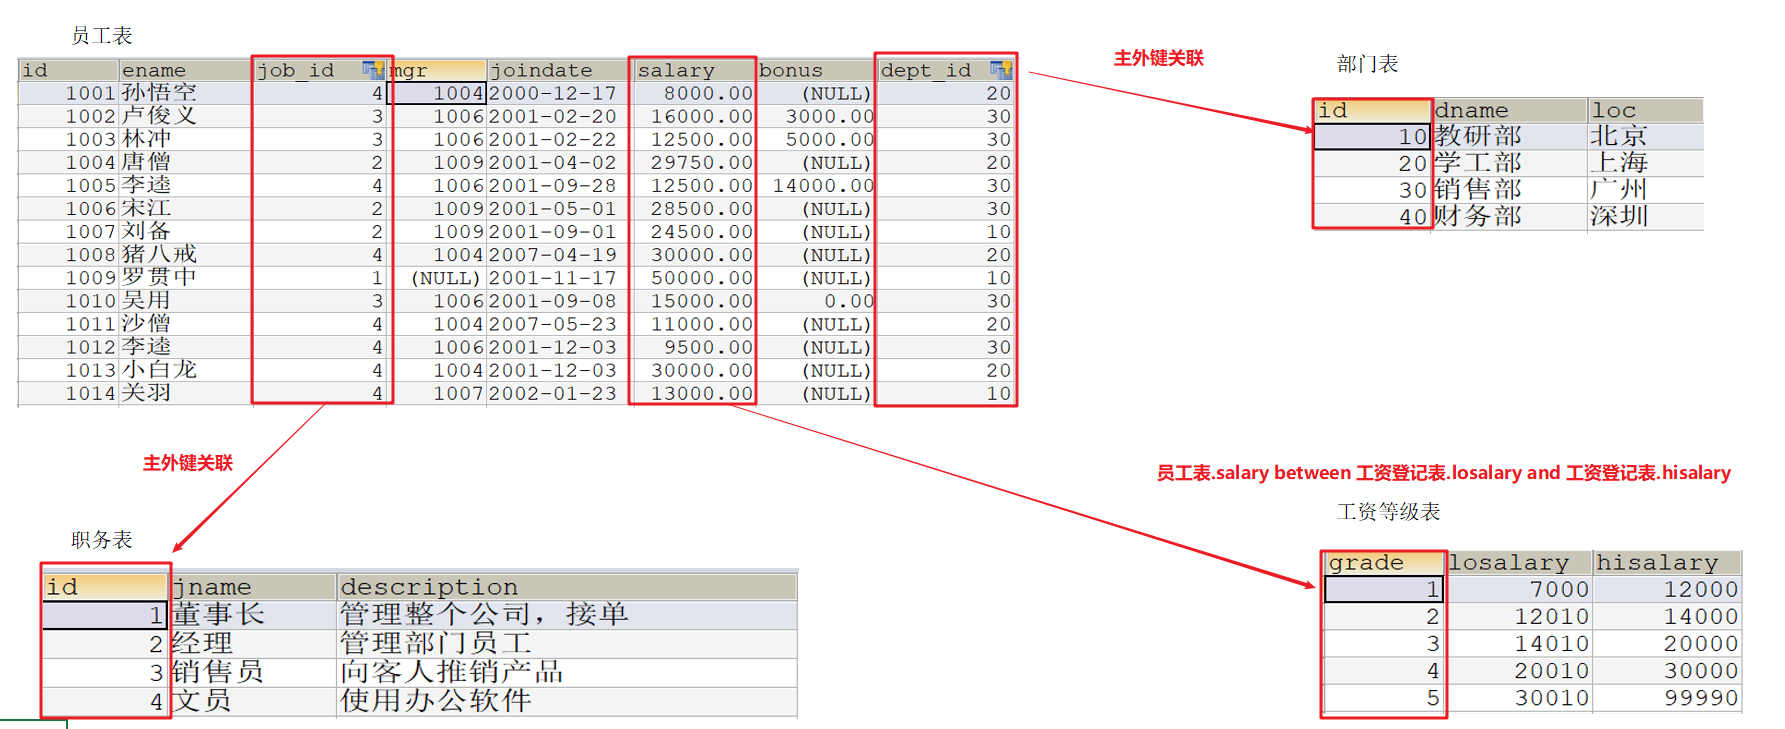 员工表
id ename job_id mgr joindate salary bonus dept_id
1001 孙悟空 4 1004 2000-12-17 8000.00 (NULL) 20
1002 卢俊义 3 1006 2001-02-20 16000.00 3000.00 30
1003 林冲 3 1006 2001-02-22 12500.00 5000.00 30
1004 唐僧 2 1009 2001-04-02 29750.00 (NULL) 20
1005 李逵 4 1006 2001-09-28 12500.00 14000.00 30
1006 宋江 2 1009 2001-05-01 28500.00 (NULL) 30
1007 刘备 2 1009 2001-09-01 24500.00 (NULL) 10
1008 猪八戒 4 1004 2007-04-19 30000.00 (NULL) 20
1009 罗贯中 1 (NULL) 2001-11-17 50000.00 (NULL) 10
1010 吴用 3 1006 2001-09-08 15000.00 0.00 30
1011 沙僧 4 1004 2007-05-23 11000.00 (NULL) 20
1012 李逵 4 1006 2001-12-03 9500.00 (NULL) 30
1013 小白龙 4 1004 2001-12-03 30000.00 (NULL) 20
1014 关羽 4 1007 2002-01-23 13000.00 (NULL) 10
主外键关联
部门表
id dname loc
10 教研部 北京
20 学工部 上海
30 销售部 广州
40 财务部 深圳
主外键关联
职务表
id jname description
1 董事长 管理整个公司，接单
2 经理 管理部门员工
3 销售员 向客人推销产品
4 文员 使用办公软件
员工表.salary between 工资登记表.losalary and 工资登记表.hisalary
工资等级表
grade losalary hisalary
1 7000 12000
2 12010 14000
3 14010 20000
4 20010 30000
5 30010 99990